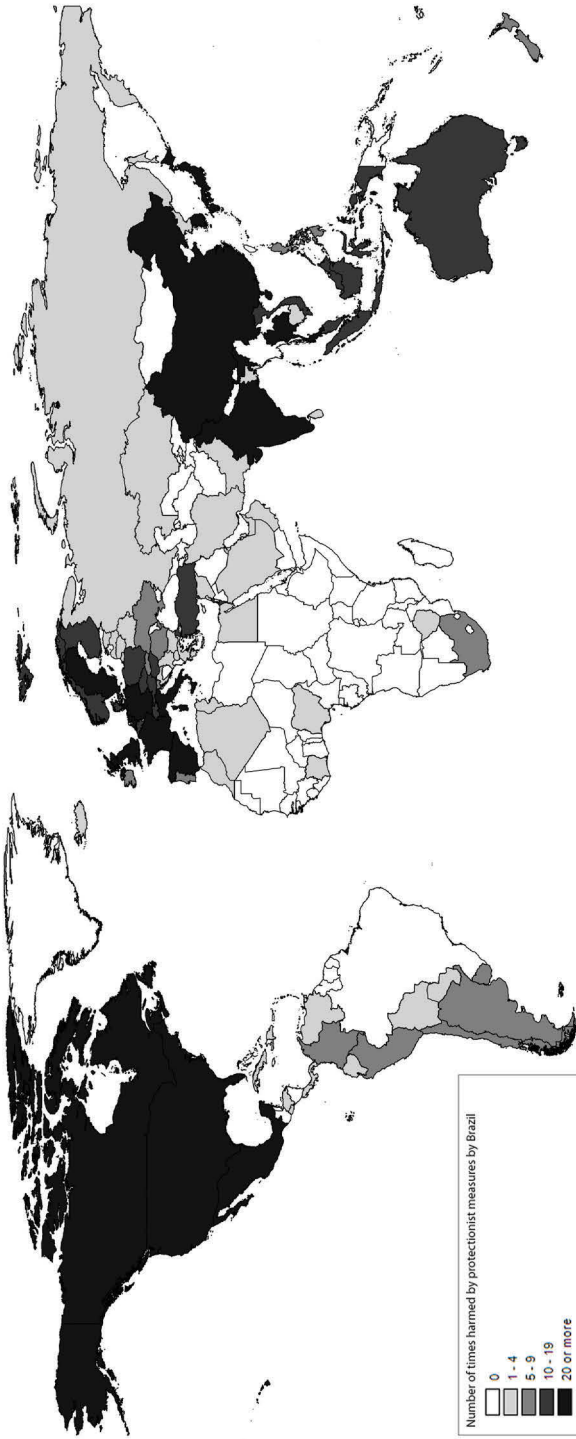 Number of times harmed by protectionist measures by Brazil
0
1 - 4
5 - 9
10 - 19
20 or more